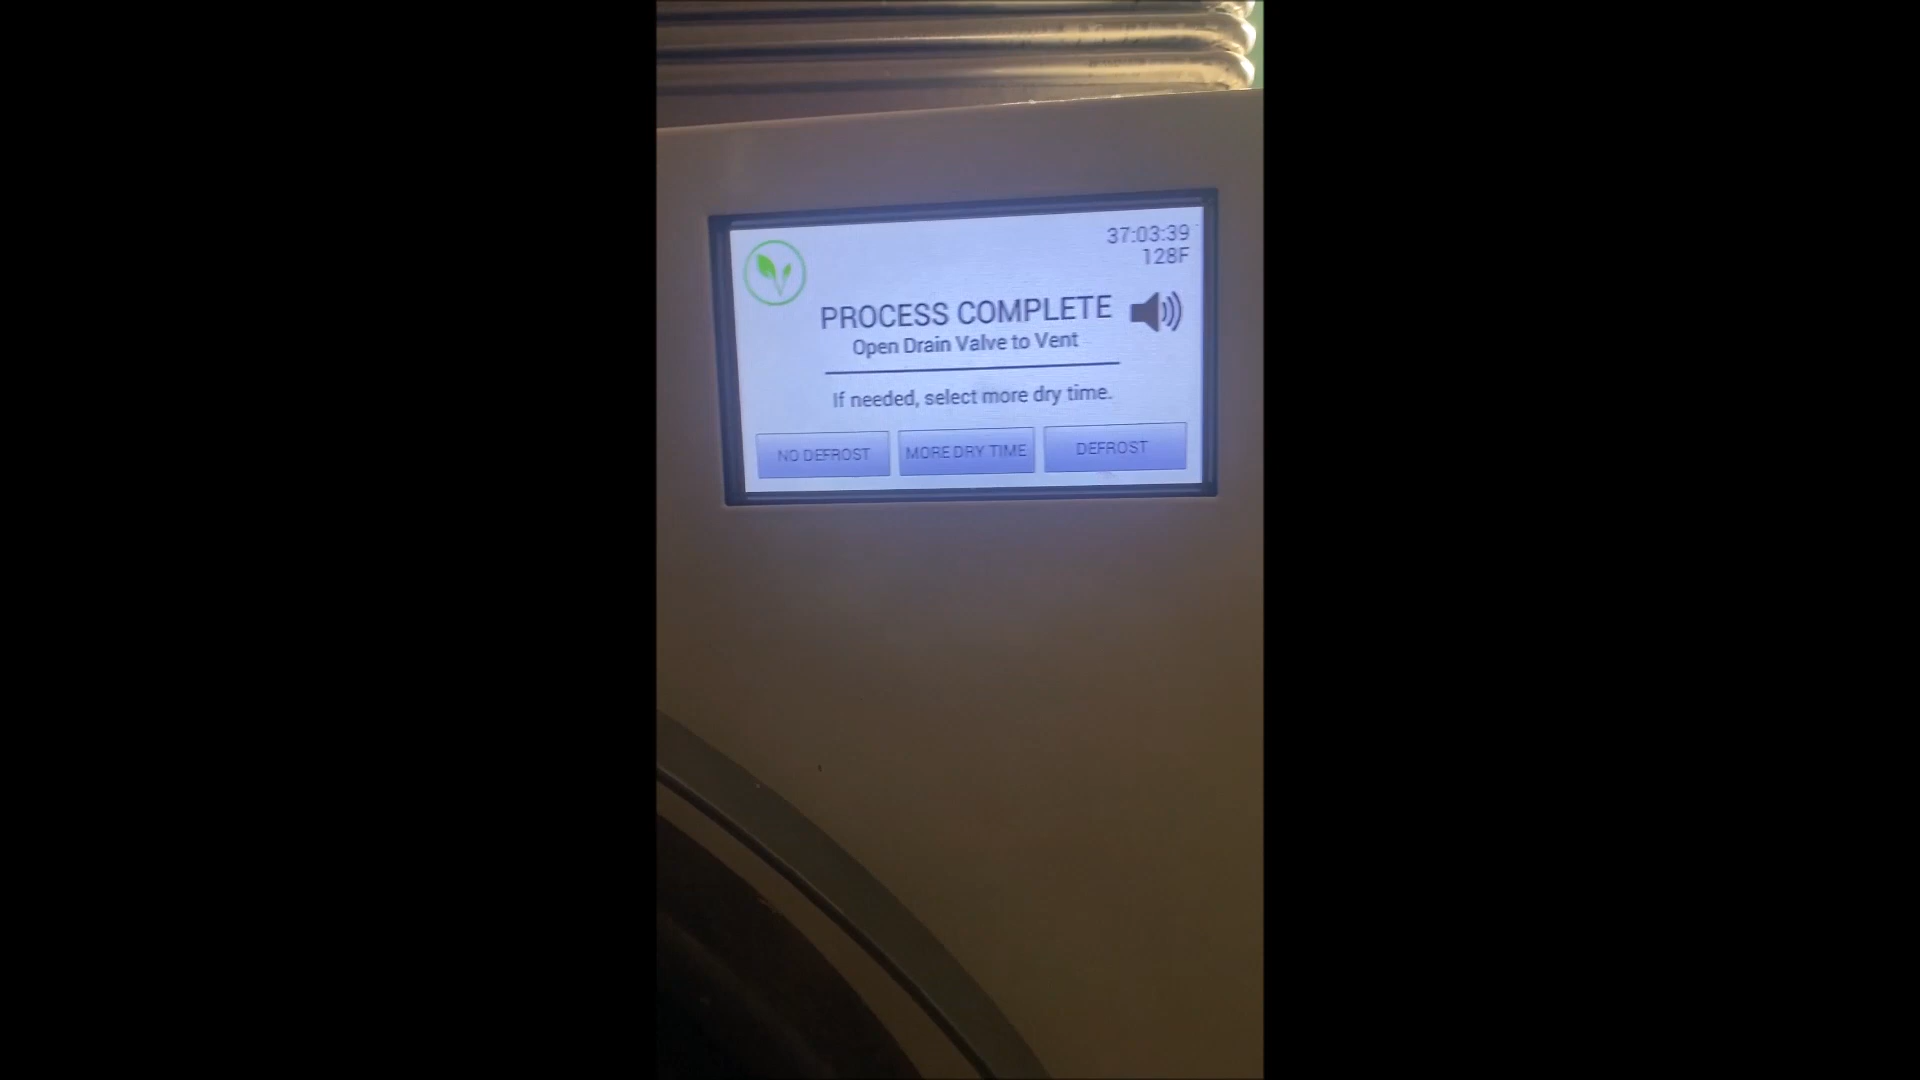 37:03:39
128F
PROCESS COMPLETE
Open Drain Valve to Vent
If needed, select more dry time.
NO DEFROST
MORE DRY TIME
DEFROST